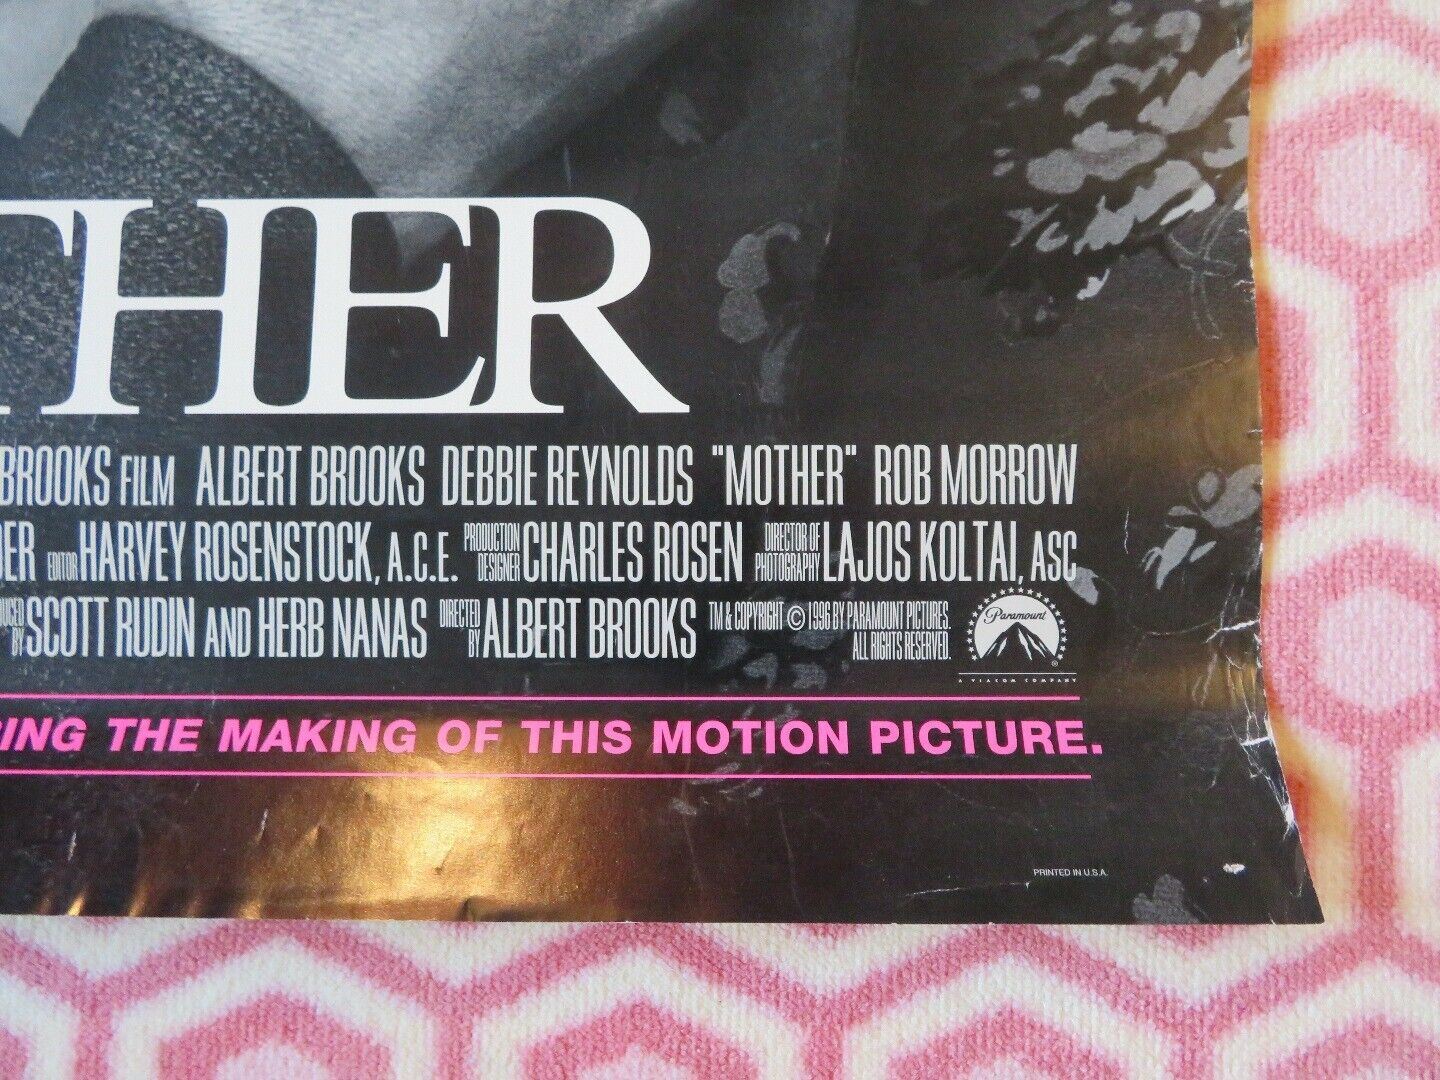 THER
BROOKS FILM ALBERT BROOKS DEBBIE REYNOLDS "MOTHER" ROB MORROW
DER EDITOR HARVEY ROSENSTOCK, A.C.E. PRODUCTION DESIGNER CHARLES ROSEN DIRECTOR OF PHOTOGRAPHY LAJOS KOLTAI, ASC
BY SCOTT RUDIN AND HERB NANAS DIRECTED BY ALBERT BROOKS TM & COPYRIGHT © 1996 BY PARAMOUNT PICTURES. ALL RIGHTS RESERVED.
Paramount
A VIACOM COMPANY
ING THE MAKING OF THIS MOTION PICTURE.
PRINTED IN U.S.A.